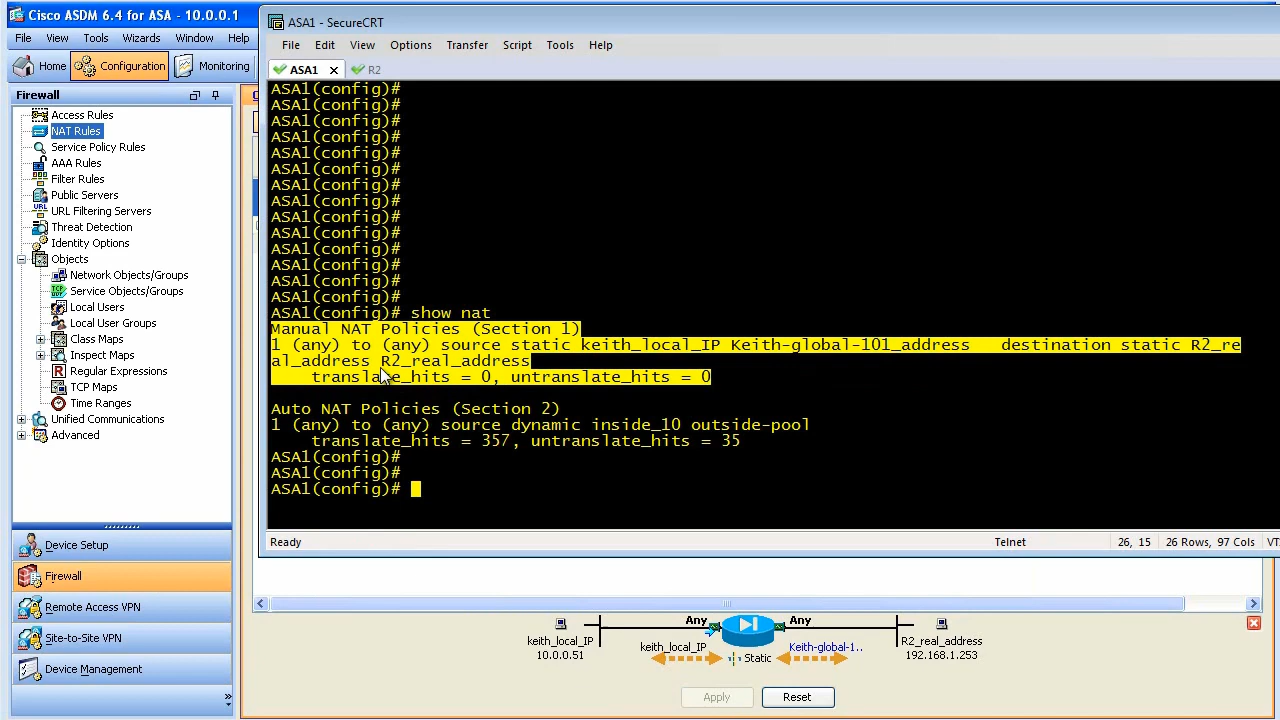 Cisco ASDM 6.4 for ASA - 10.0.0.1
File View Tools Wizards Window Help
Home Configuration Monitoring
Firewall
Access Rules
NAT Rules
Service Policy Rules
AAA Rules
Filter Rules
Public Servers
URL Filtering Servers
Threat Detection
Identity Options
Objects
Network Objects/Groups
Service Objects/Groups
Local Users
Local User Groups
Class Maps
Inspect Maps
Regular Expressions
TCP Maps
Time Ranges
Unified Communications
Advanced
Device Setup
Firewall
Remote Access VPN
Site-to-Site VPN
Device Management
ASA1 - SecureCRT
File Edit View Options Transfer Script Tools Help
ASA1 R2
ASA1(config)#
ASA1(config)#
ASA1(config)#
ASA1(config)#
ASA1(config)#
ASA1(config)#
ASA1(config)#
ASA1(config)#
ASA1(config)#
ASA1(config)#
ASA1(config)#
ASA1(config)#
ASA1(config)#
ASA1(config)#
ASA1(config)# show nat
Manual NAT Policies (Section 1)
1 (any) to (any) source static keith_local_IP Keith-global-101_address   destination static R2_re
al_address R2_real_address
translate_hits = 0, untranslate_hits = 0
Auto NAT Policies (Section 2)
1 (any) to (any) source dynamic inside_10 outside-pool
translate_hits = 357, untranslate_hits = 35
ASA1(config)#
ASA1(config)#
ASA1(config)#
Ready Telnet 26, 15 26 Rows, 97 Cols VT
Any Any
keith_local_IP
10.0.0.51
keith_local_IP
Static
Keith-global-1..
R2_real_address
192.168.1.253
Apply Reset